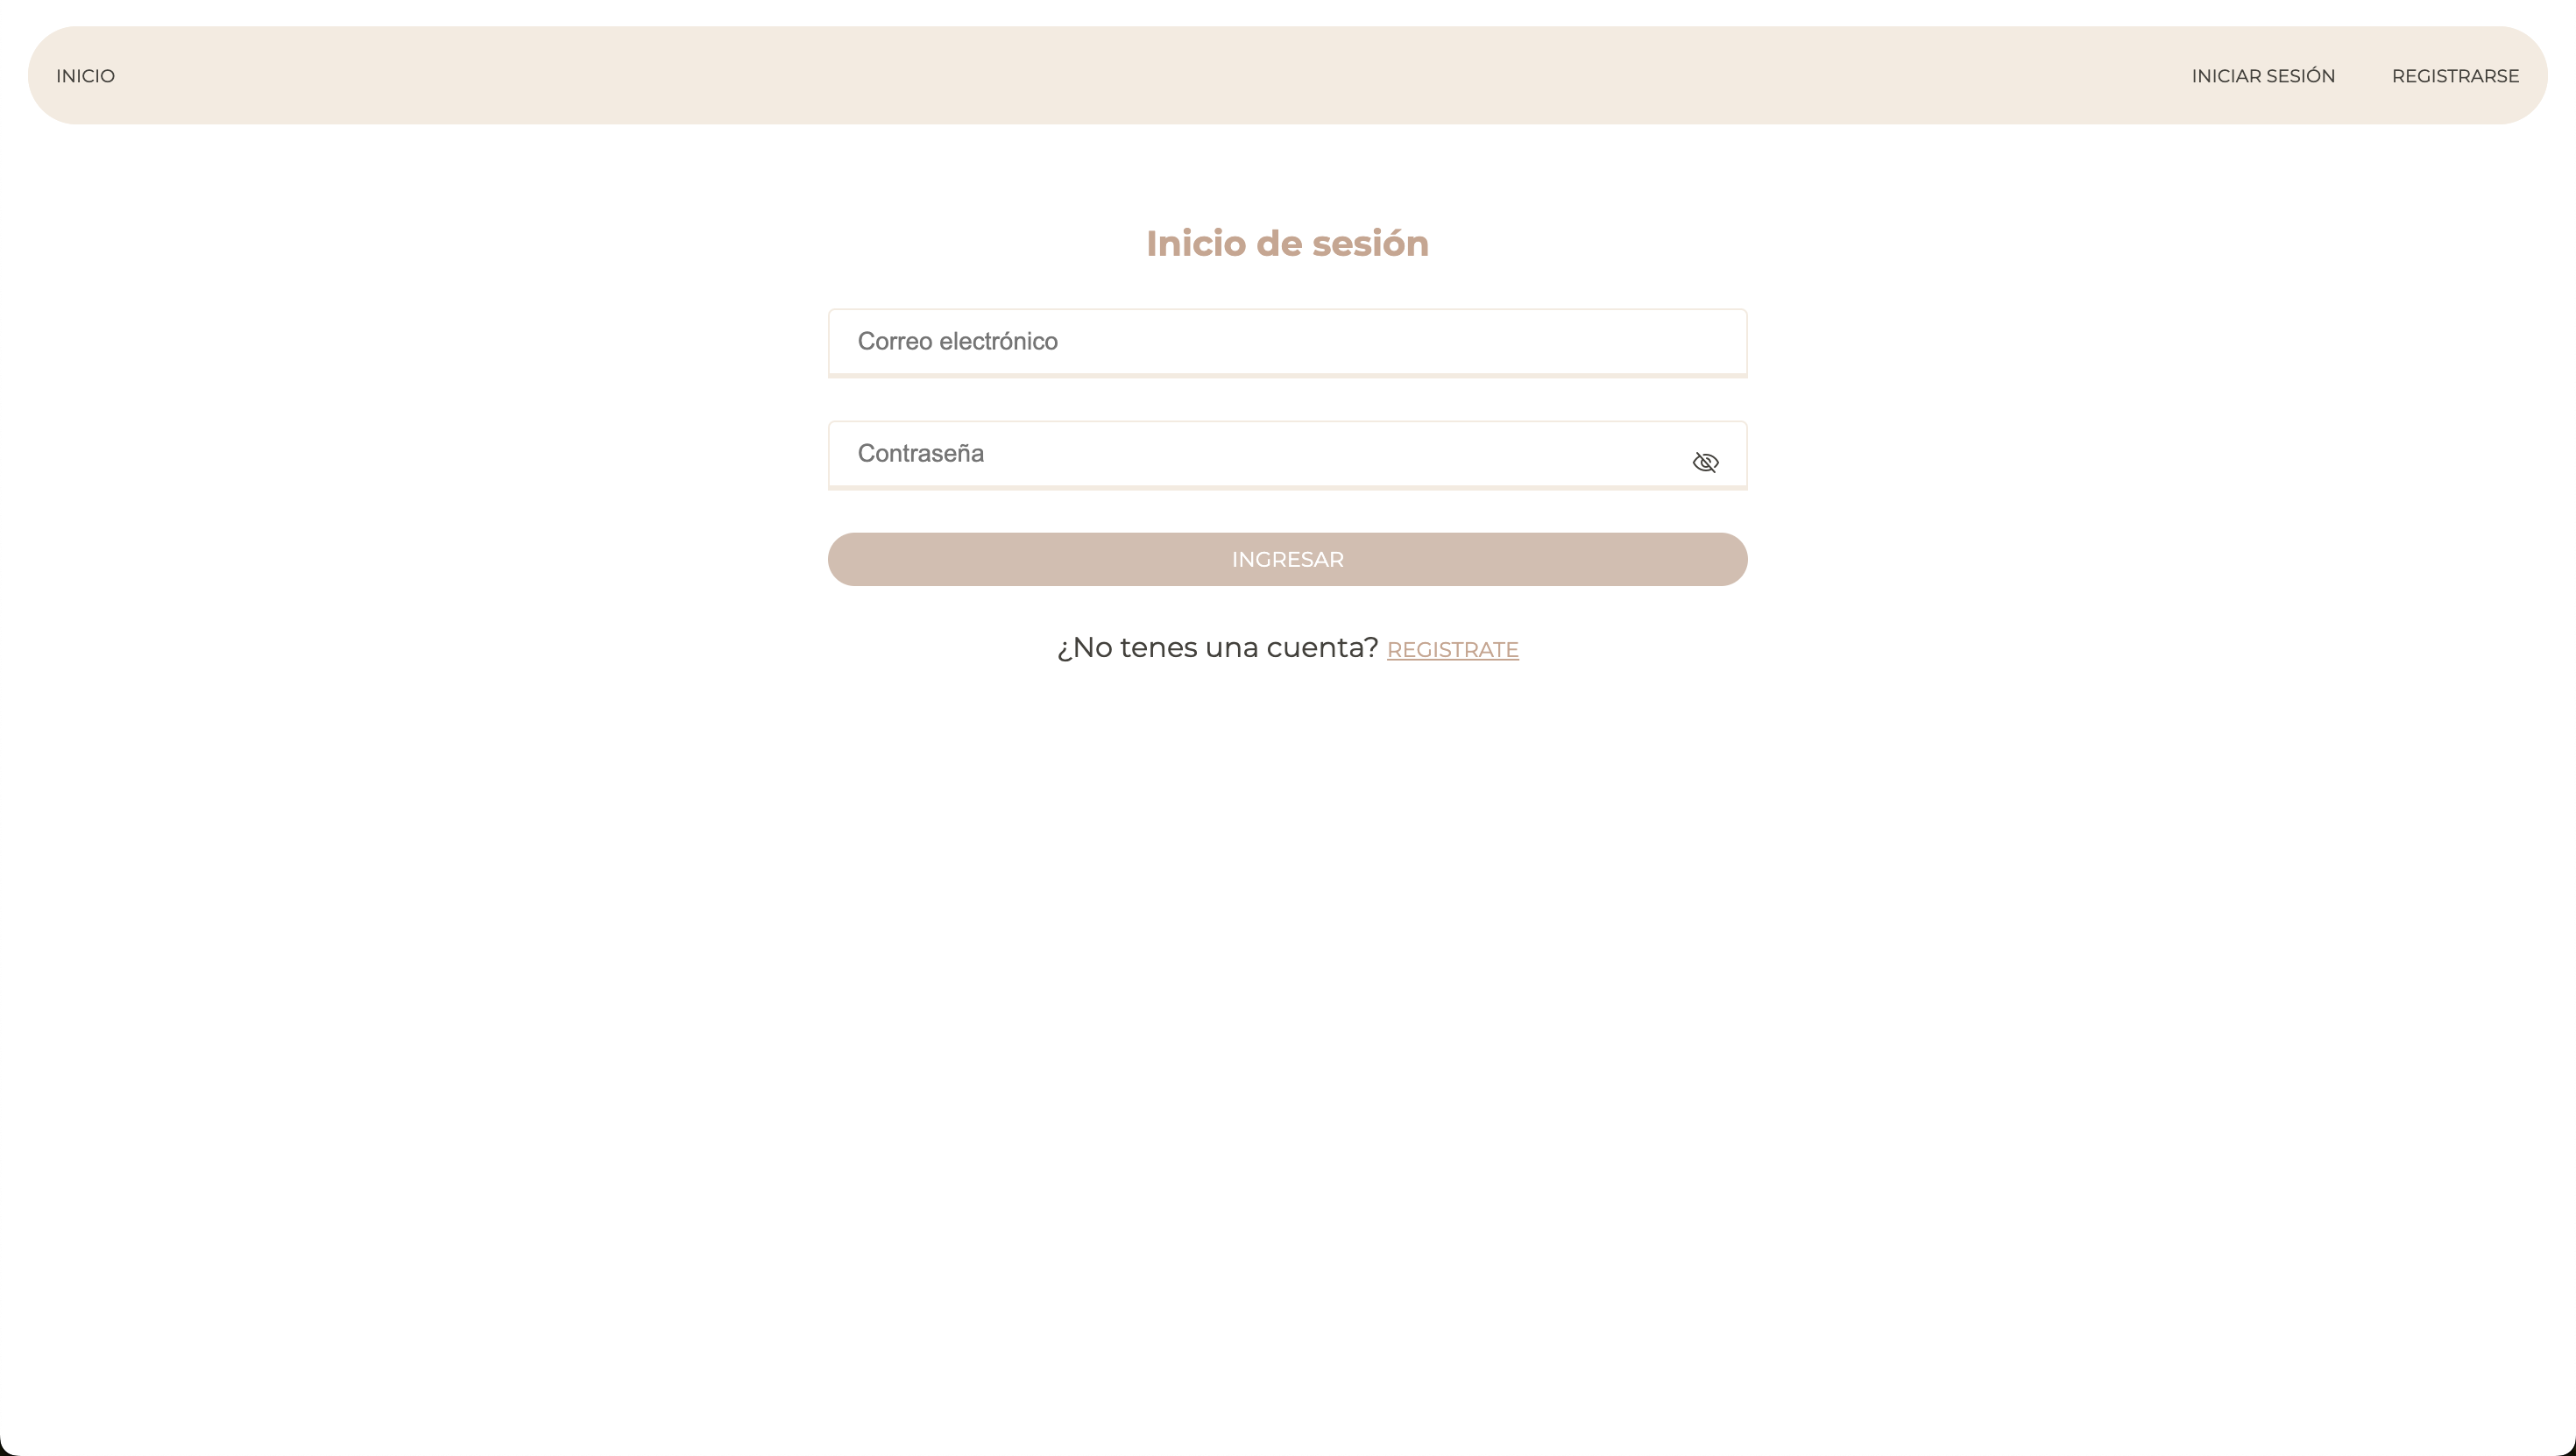 INICIO INICIAR SESIÓN REGISTRARSE
Inicio de sesión
Correo electrónico
Contraseña
INGRESAR
¿No tenes una cuenta? REGISTRATE